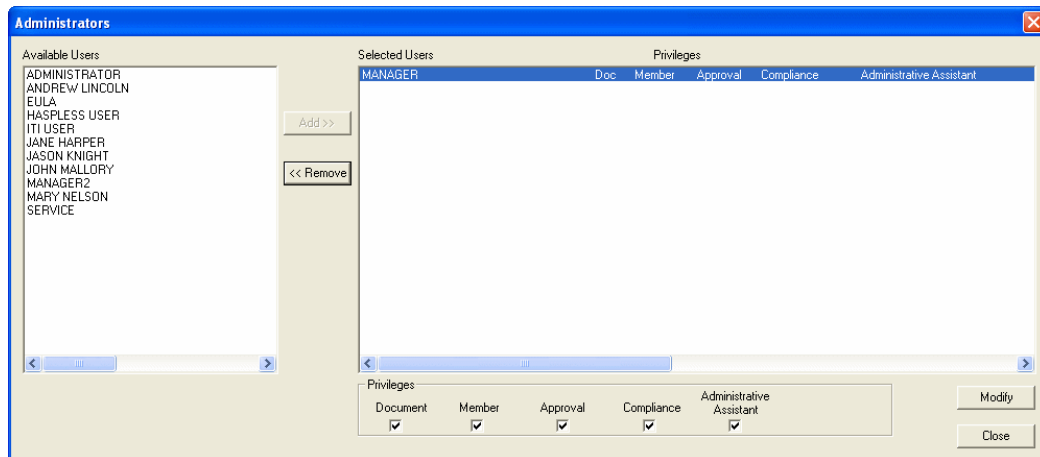 Administrators
Available Users
ADMINISTRATOR
ANDREW LINCOLN
EULA
HASPLESS USER
ITI USER
JANE HARPER
JASON KNIGHT
JOHN MALLORY
MANAGER2
MARY NELSON
SERVICE
Add >>
<< Remove
Selected Users Privileges
MANAGER Doc Member Approval Compliance Administrative Assistant
Privileges
Document Member Approval Compliance Administrative Assistant
Modify
Close